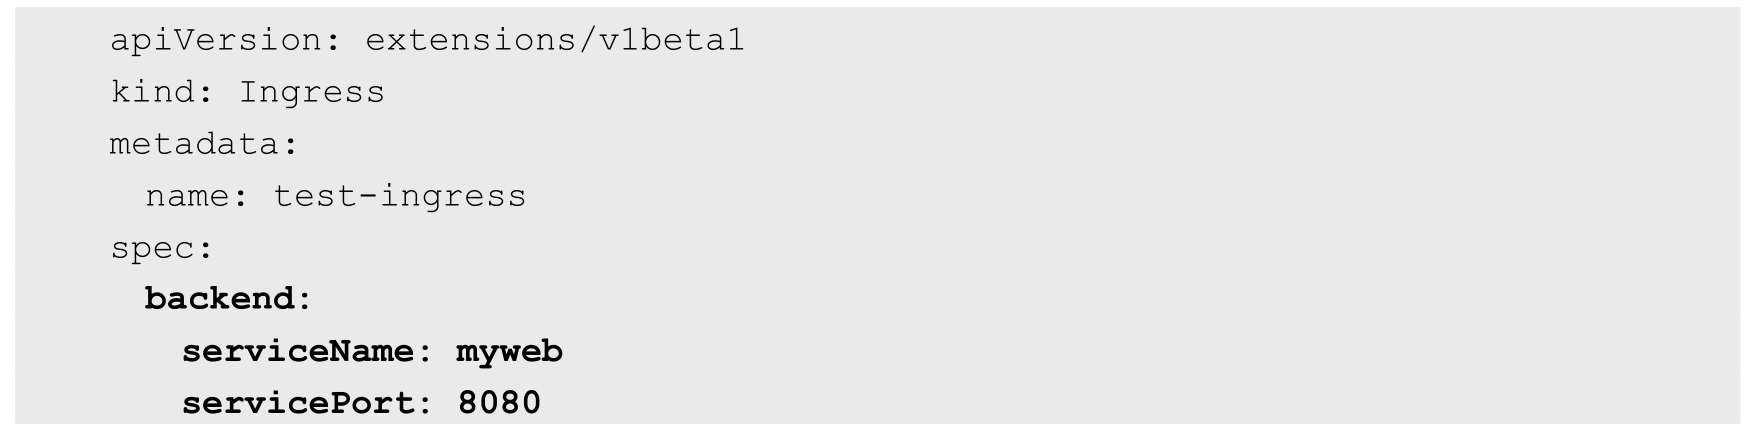 apiVersion: extensions/v1beta1
kind: Ingress
metadata:
  name: test-ingress
spec:
  backend:
    serviceName: myweb
    servicePort: 8080